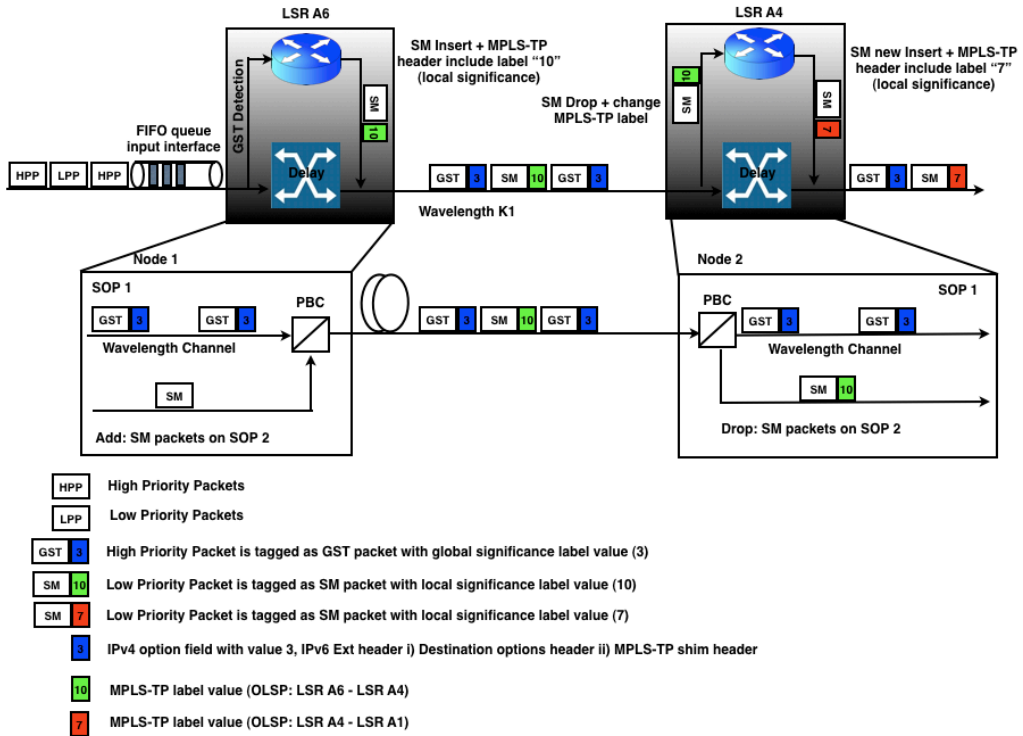 LSR A6
LSR A4
SM Insert + MPLS-TP
header include label “10”
(local significance)
SM new Insert + MPLS-TP
header include label “7”
(local significance)
GST Detection
SM
10
SM Drop + change
MPLS-TP label
10
SM
SM
7
FIFO queue
input interface
HPP
LPP
HPP
Delay
GST 3
SM 10
GST 3
Delay
GST 3
SM 7
Wavelength K1
Node 1
Node 2
SOP 1
PBC
GST 3
GST 3
Wavelength Channel
SM
Add: SM packets on SOP 2
GST 3
SM 10
GST 3
SOP 1
PBC
GST 3
GST 3
Wavelength Channel
SM 10
Drop: SM packets on SOP 2
HPP High Priority Packets
LPP Low Priority Packets
GST 3 High Priority Packet is tagged as GST packet with global significance label value (3)
SM 10 Low Priority Packet is tagged as SM packet with local significance label value (10)
SM 7 Low Priority Packet is tagged as SM packet with local significance label value (7)
3 IPv4 option field with value 3, IPv6 Ext header i) Destination options header ii) MPLS-TP shim header
10 MPLS-TP label value (OLSP: LSR A6 - LSR A4)
7 MPLS-TP label value (OLSP: LSR A4 - LSR A1)